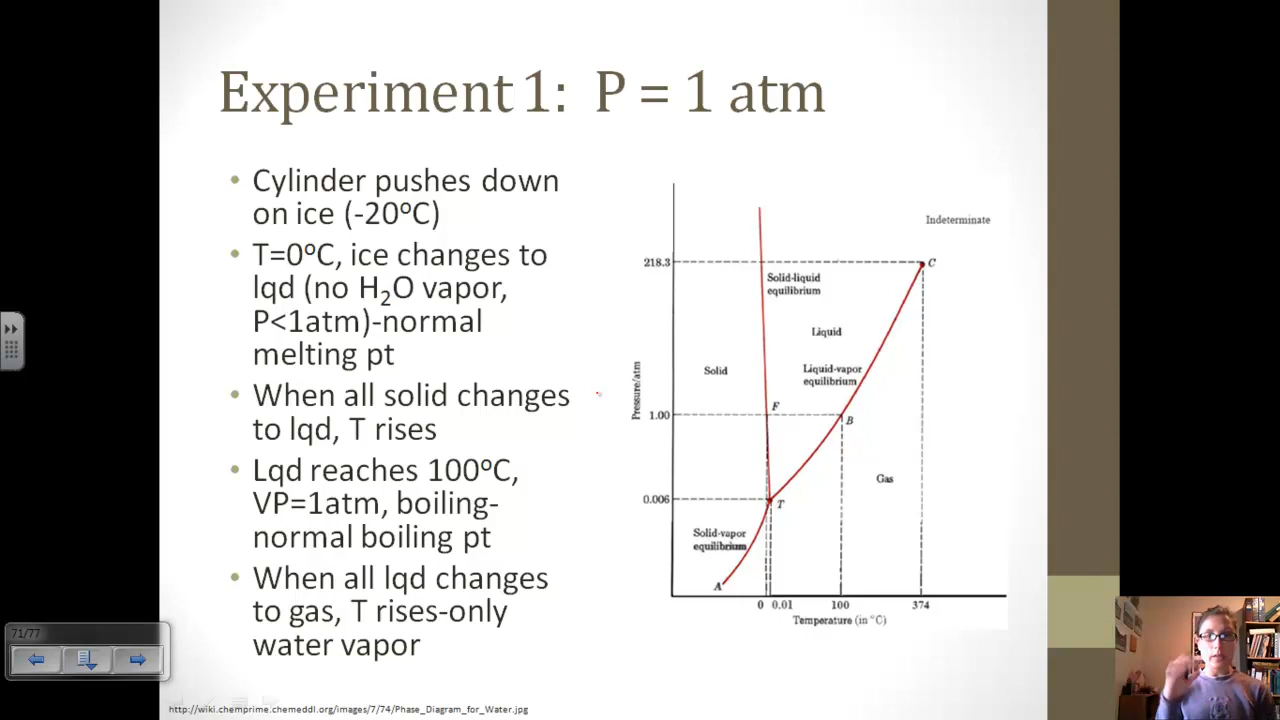 Experiment 1: P = 1 atm
• Cylinder pushes down
on ice (-20ºC)
• T=0ºC, ice changes to
lqd (no H₂O vapor,
P<1atm)-normal
melting pt
• When all solid changes
to lqd, T rises
• Lqd reaches 100ºC,
VP=1atm, boiling-
normal boiling pt
• When all lqd changes
to gas, T rises-only
water vapor
Indeterminate
218.3
C
Solid-liquid
equilibrium
Liquid
Solid
Liquid-vapor
equilibrium
Pressure/atm
F
1.00
B
Gas
0.006
T
Solid-vapor
equilibrium
A
0 0.01 100 374
Temperature (in °C)
71/77
http://wiki.chemprime.chemeddl.org/images/7/74/Phase_Diagram_for_Water.jpg